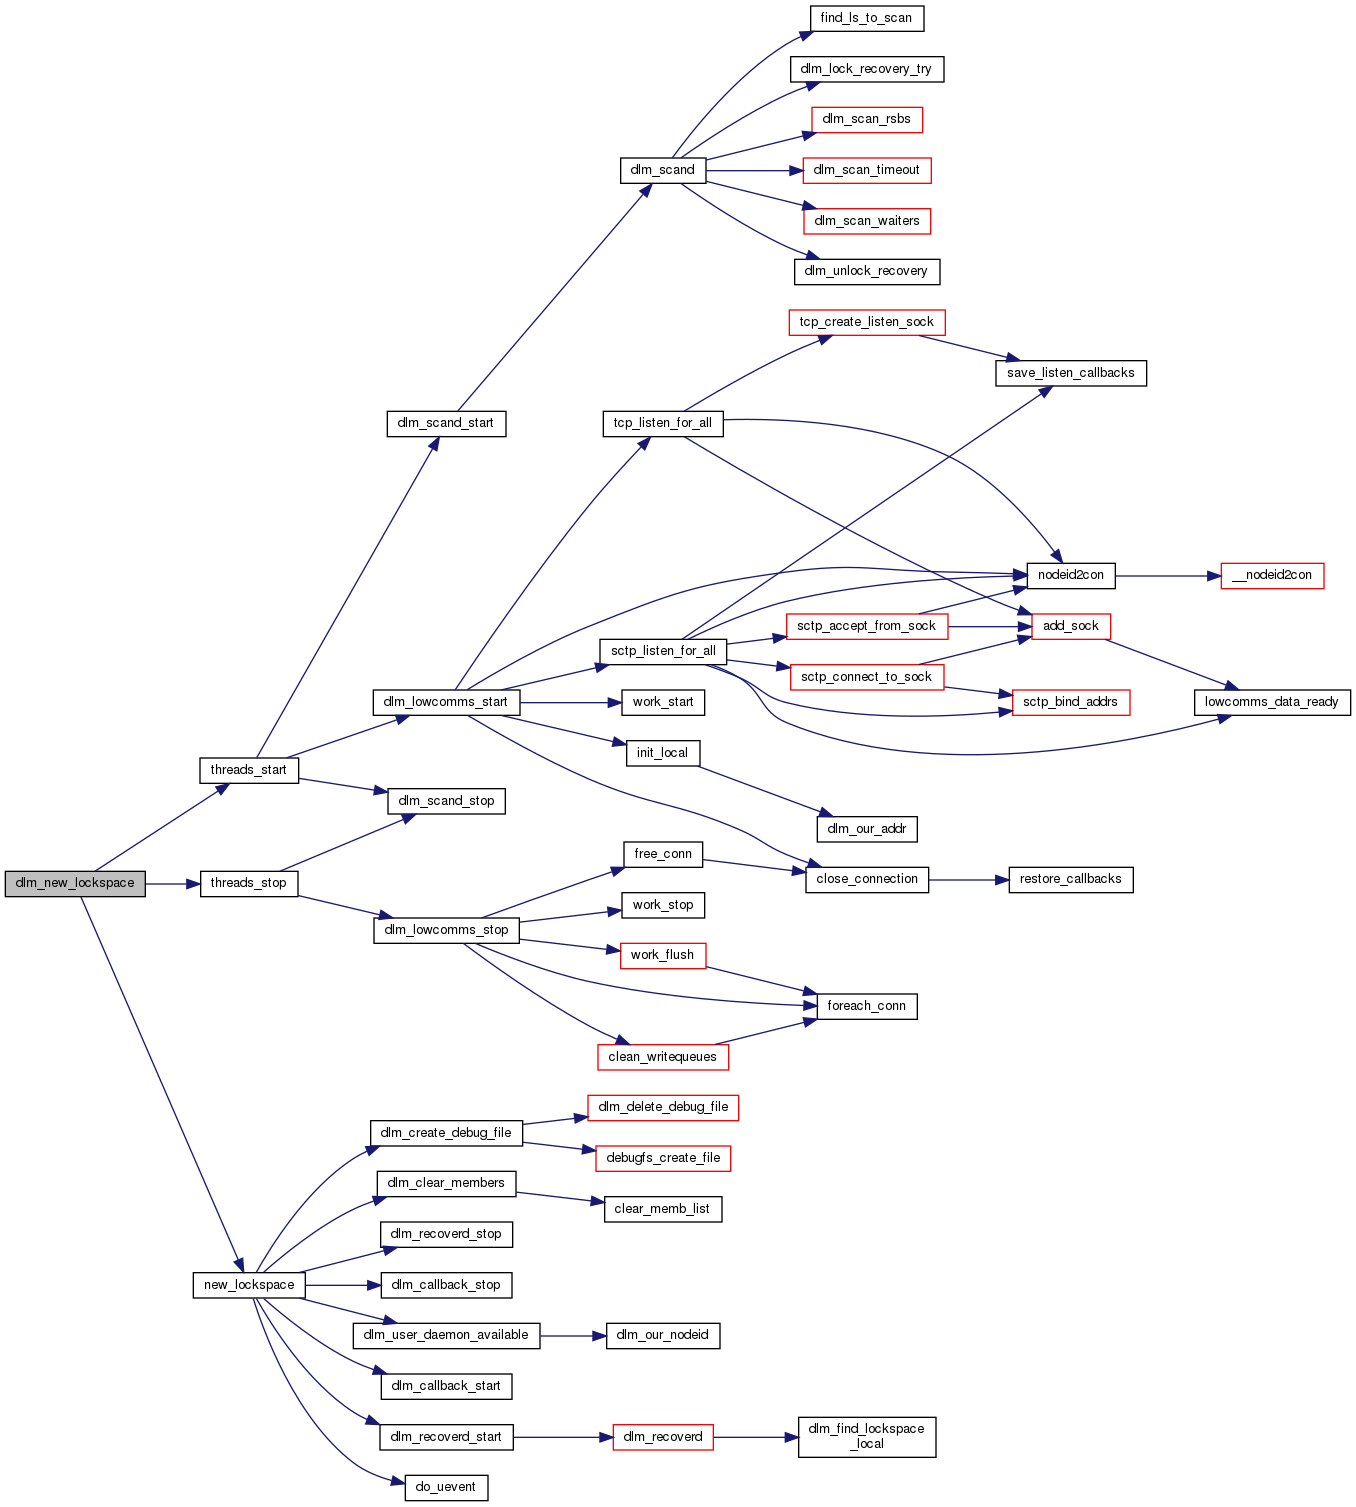 find_ls_to_scan
dlm_lock_recovery_try
dlm_scan_rsbs
dlm_scand
dlm_scan_timeout
dlm_scan_waiters
dlm_unlock_recovery
tcp_create_listen_sock
save_listen_callbacks
dlm_scand_start
tcp_listen_for_all
nodeid2con
__nodeid2con
sctp_accept_from_sock
add_sock
sctp_listen_for_all
sctp_connect_to_sock
dlm_lowcomms_start
work_start
sctp_bind_addrs
lowcomms_data_ready
init_local
threads_start
dlm_scand_stop
dlm_our_addr
free_conn
dlm_new_lockspace
threads_stop
close_connection
restore_callbacks
work_stop
dlm_lowcomms_stop
work_flush
foreach_conn
clean_writequeues
dlm_delete_debug_file
dlm_create_debug_file
debugfs_create_file
dlm_clear_members
clear_memb_list
dlm_recoverd_stop
new_lockspace
dlm_callback_stop
dlm_user_daemon_available
dlm_our_nodeid
dlm_callback_start
dlm_recoverd_start
dlm_recoverd
dlm_find_lockspace
_local
do_uevent